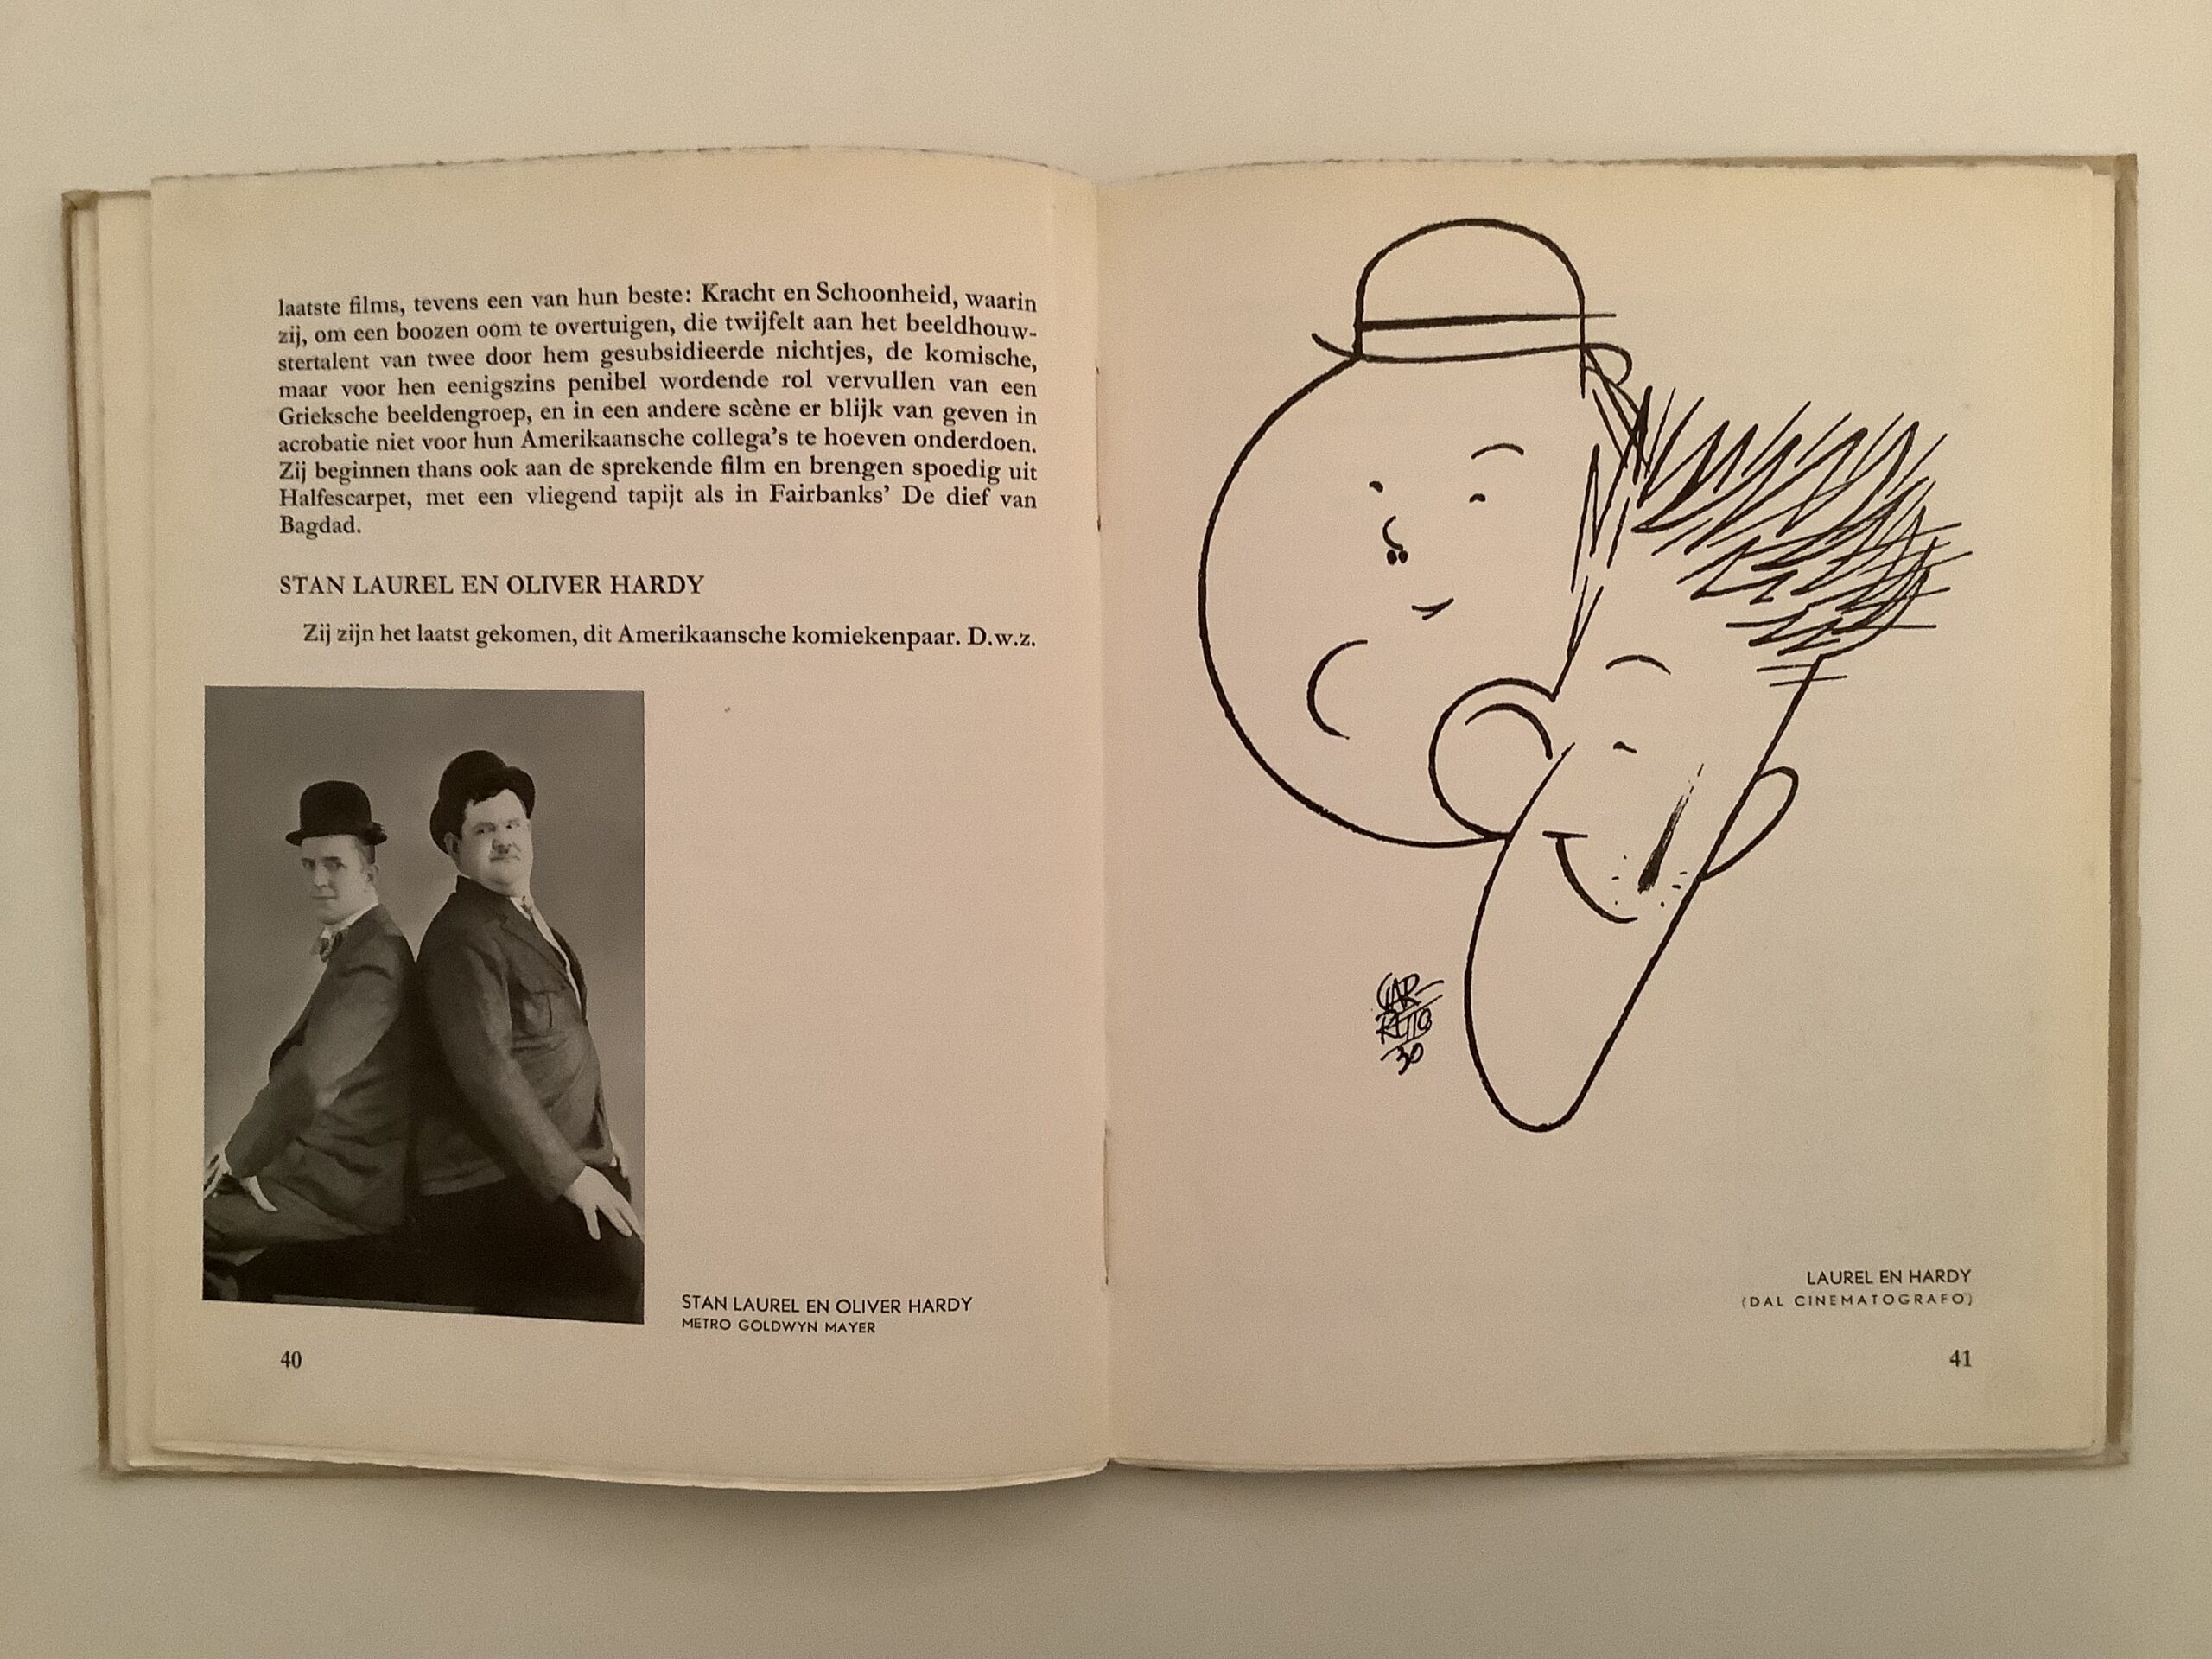 laatste films, tevens een van hun beste: Kracht en Schoonheid, waarin
zij, om een boozen oom te overtuigen, die twijfelt aan het beeldhouw-
stertalent van twee door hem gesubsidieerde nichtjes, de komische,
maar voor hen eenigszins penibel wordende rol vervullen van een
Grieksche beeldengroep, en in een andere scène er blijk van geven in
acrobatie niet voor hun Amerikaansche collega's te hoeven onderdoen.
Zij beginnen thans ook aan de sprekende film en brengen spoedig uit
Halfescarpet, met een vliegend tapijt als in Fairbanks' De dief van
Bagdad.
STAN LAUREL EN OLIVER HARDY
Zij zijn het laatst gekomen, dit Amerikaansche komiekenpaar. D.w.z.
STAN LAUREL EN OLIVER HARDY
METRO GOLDWYN MAYER
40
30
LAUREL EN HARDY
(DAL CINEMATOGRAFO)
41